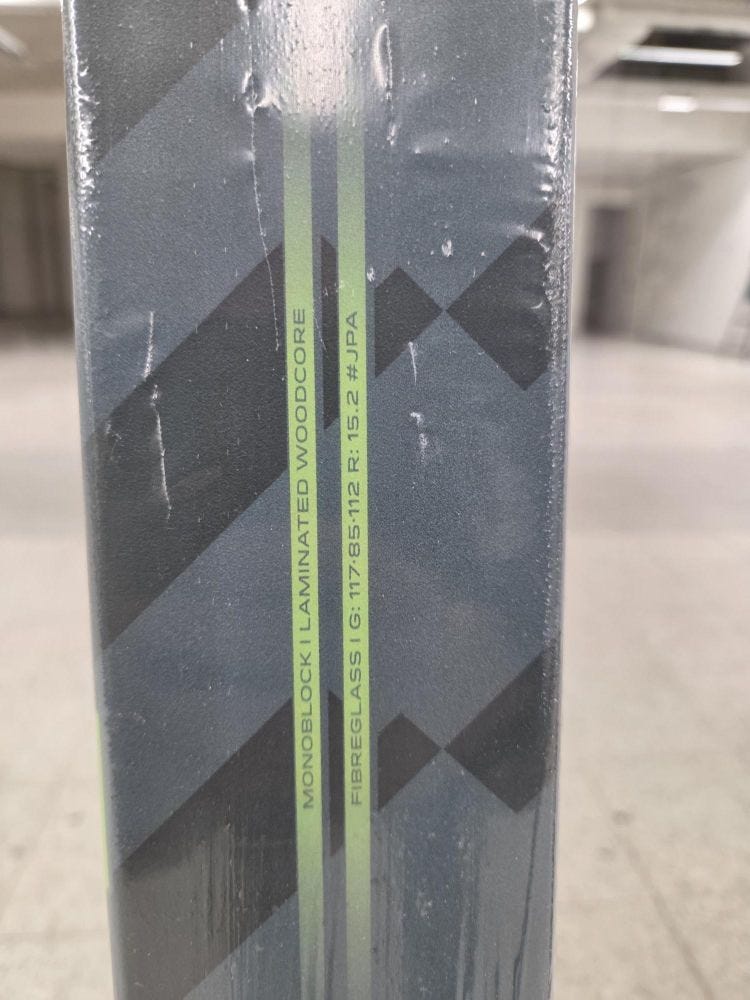 MONOBLOCK | LAMINATED WOODCORE
FIBREGLASS | G: 117·85·112 R: 15.2 #JPA